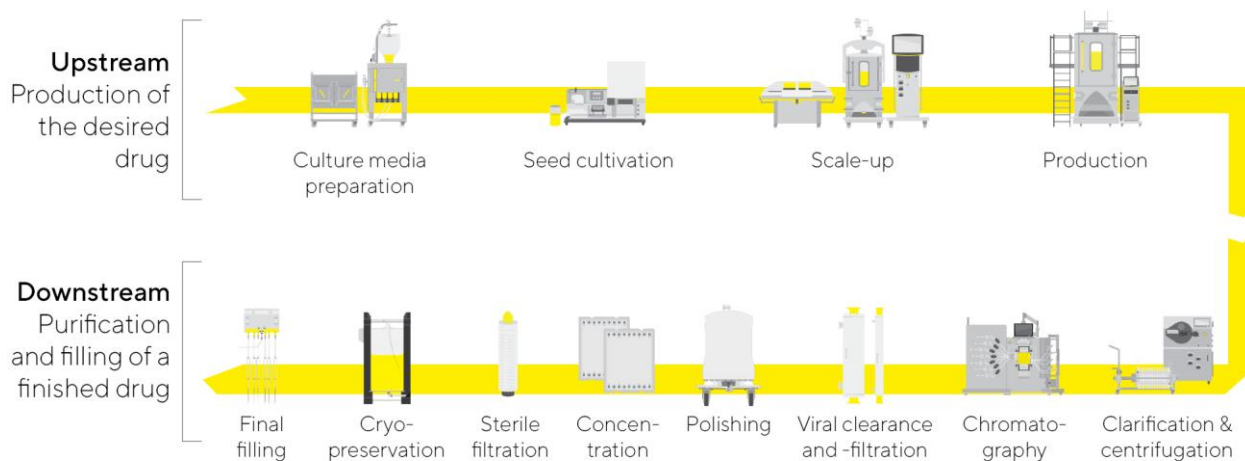 Upstream
Production of
the desired
drug
Culture media
preparation
Seed cultivation
Scale-up
Production
Downstream
Purification
and filling of a
finished drug
Final
filling
Cryo-
preservation
Sterile
filtration
Concen-
tration
Polishing
Viral clearance
and -filtration
Chromato-
graphy
Clarification &
centrifugation